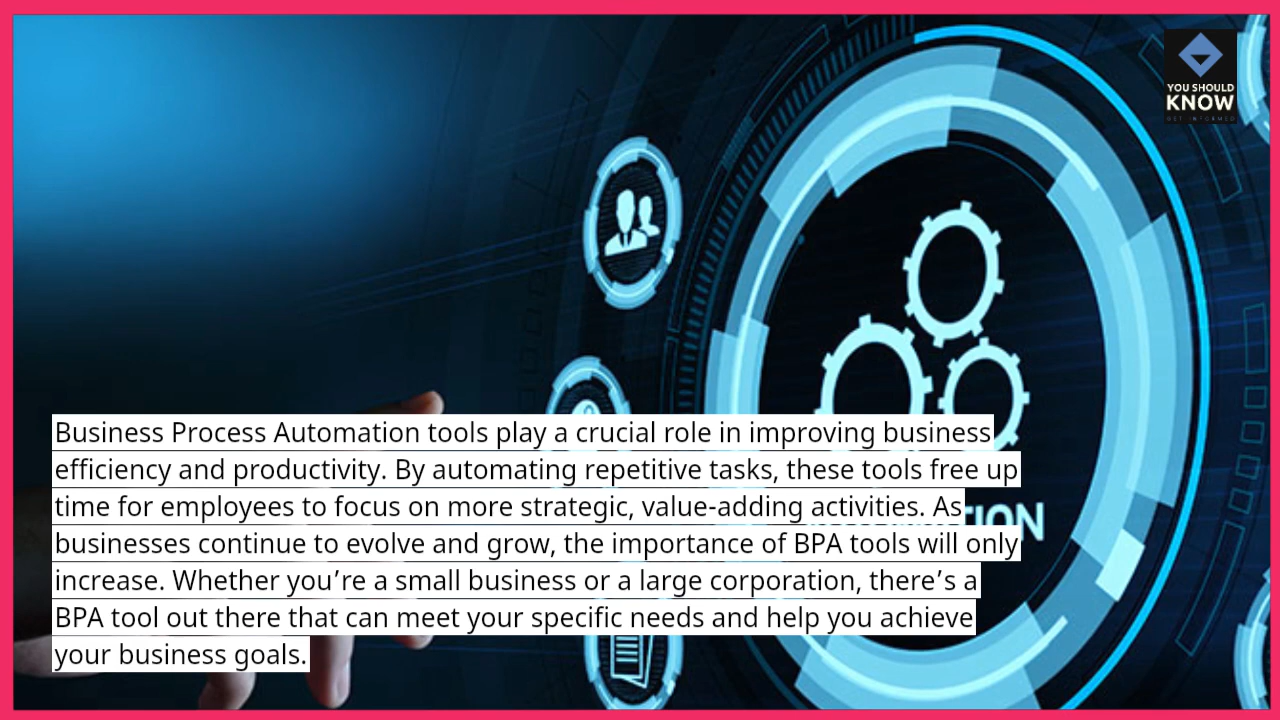 YOU SHOULD
KNOW
GET INFORMED
Business Process Automation tools play a crucial role in improving business
efficiency and productivity. By automating repetitive tasks, these tools free up
time for employees to focus on more strategic, value-adding activities. As
businesses continue to evolve and grow, the importance of BPA tools will only
increase. Whether you’re a small business or a large corporation, there’s a
BPA tool out there that can meet your specific needs and help you achieve
your business goals.